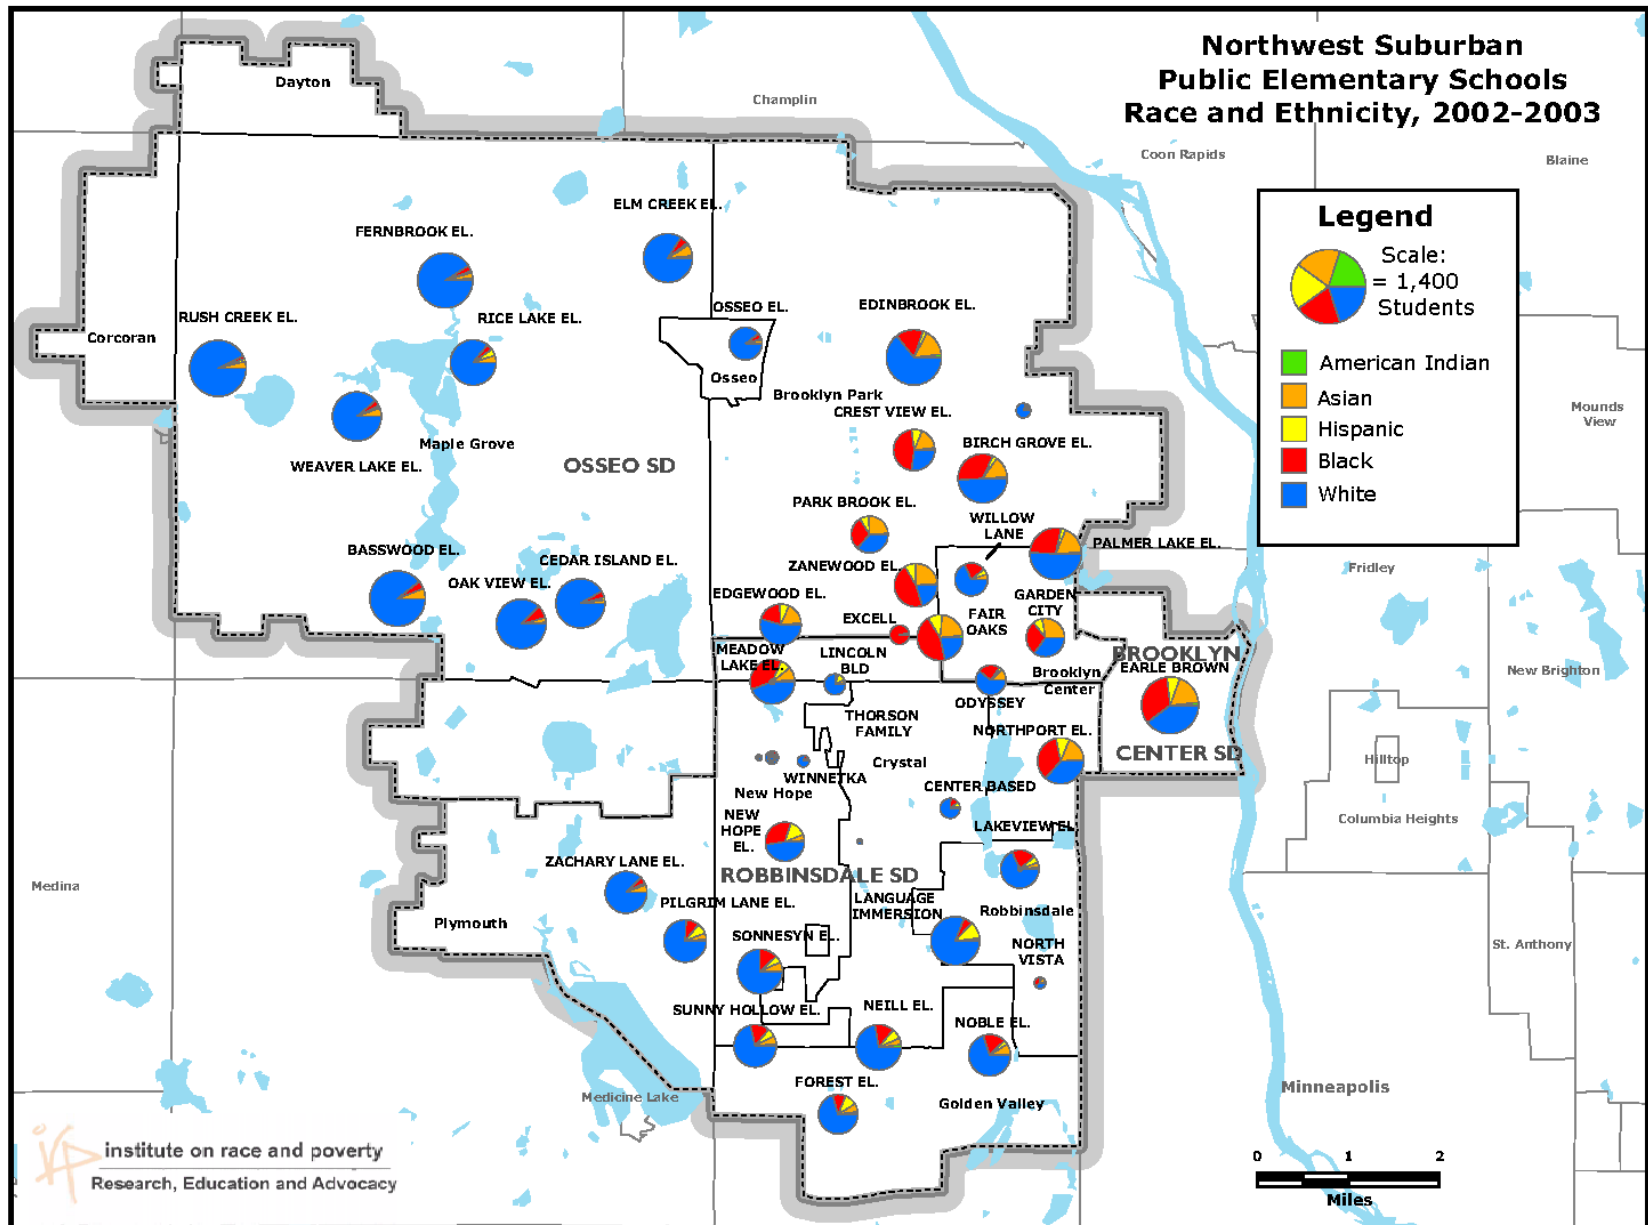 Northwest Suburban
Public Elementary Schools
Race and Ethnicity, 2002-2003
Dayton
Champlin
Coon Rapids
Blaine
Legend
Scale:
= 1,400
Students
American Indian
Asian
Hispanic
Black
White
ELM CREEK EL.
FERNBROOK EL.
RUSH CREEK EL.
RICE LAKE EL.
OSSEO EL.
EDINBROOK EL.
Corcoran
Osseo
Brooklyn Park
CREST VIEW EL.
Mounds
View
Maple Grove
BIRCH GROVE EL.
WEAVER LAKE EL.
OSSEO SD
PARK BROOK EL.
WILLOW
LANE
PALMER LAKE EL.
BASSWOOD EL.
CEDAR ISLAND EL.
OAK VIEW EL.
ZANEWOOD EL.
Fridley
EDGEWOOD EL.
GARDEN
CITY
EXCELL
FAIR
OAKS
MEADOW
LAKE EL.
LINCOLN
BLD
BROOKLYN
EARLE BROWN
Brooklyn
Center
New Brighton
ODYSSEY
THORSON
FAMILY
NORTHPORT EL.
CENTER SD
Crystal
Hilltop
WINNETKA
New Hope
CENTER BASED
NEW
HOPE
EL.
LAKEVIEW EL.
Columbia Heights
ZACHARY LANE EL.
ROBBINSDALE SD
Medina
PILGRIM LANE EL.
LANGUAGE
IMMERSION
Robbinsdale
Plymouth
SONNESYN EL.
NORTH
VISTA
St. Anthony
SUNNY HOLLOW EL.
NEILL EL.
NOBLE EL.
FOREST EL.
Medicine Lake
Golden Valley
Minneapolis
irp
institute on race and poverty
Research, Education and Advocacy
0 1 2
Miles